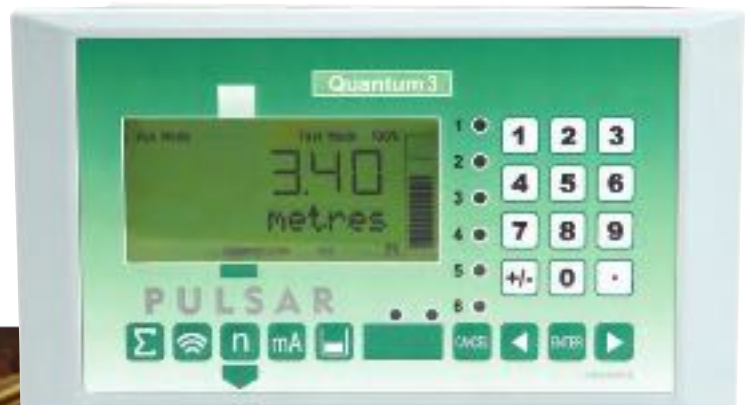 Quantum 3
Run Mode Test Mode 100%
3.40
metres
0%
PULSAR
1
2
3
4
5
6
1 2 3
4 5 6
7 8 9
+/- 0 .
Σ n mA CANCEL ENTER